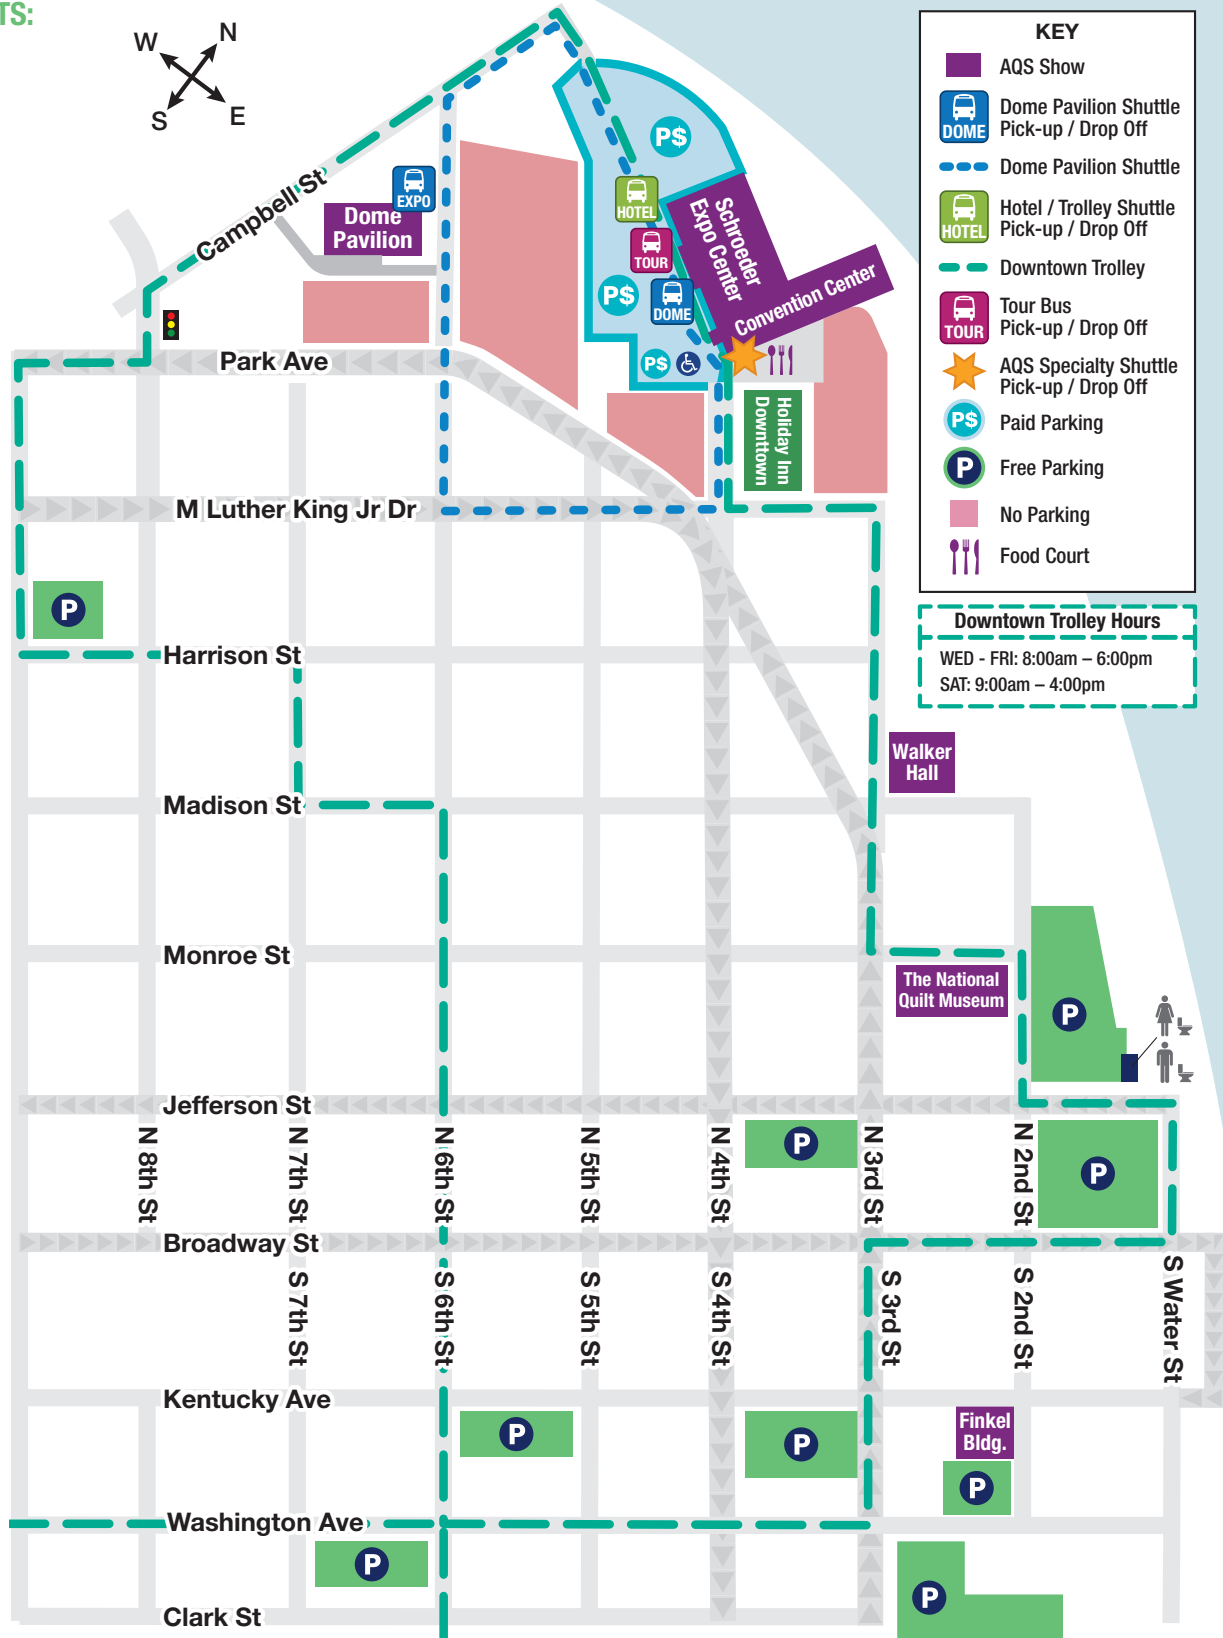 TS:
W
N
S
E
KEY
AQS Show
DOME
Dome Pavilion Shuttle
Pick-up / Drop Off
Dome Pavilion Shuttle
HOTEL
Hotel / Trolley Shuttle
Pick-up / Drop Off
Downtown Trolley
TOUR
Tour Bus
Pick-up / Drop Off
AQS Specialty Shuttle
Pick-up / Drop Off
P$
Paid Parking
P
Free Parking
No Parking
Food Court
Downtown Trolley Hours
WED - FRI: 8:00am – 6:00pm
SAT: 9:00am – 4:00pm
P$
EXPO
Dome
Pavilion
Campbell St
HOTEL
TOUR
P$
DOME
Schroeder
Expo Center
Convention Center
P$
Park Ave
Holiday Inn
Downttown
M Luther King Jr Dr
P
Harrison St
Walker
Hall
Madison St
Monroe St
The National
Quilt Museum
P
Jefferson St
N 8th St
N 7th St
N 6th St
N 5th St
N 4th St
P
N 3rd St
N 2nd St
P
Broadway St
S 7th St
S 6th St
S 5th St
S 4th St
S 3rd St
S 2nd St
S Water St
Kentucky Ave
P
P
Finkel
Bldg.
P
Washington Ave
P
P
Clark St